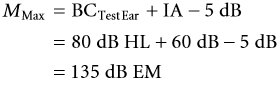 M_Max = BC_TestEar + IA − 5 dB
= 80 dB HL + 60 dB − 5 dB
= 135 dB EM